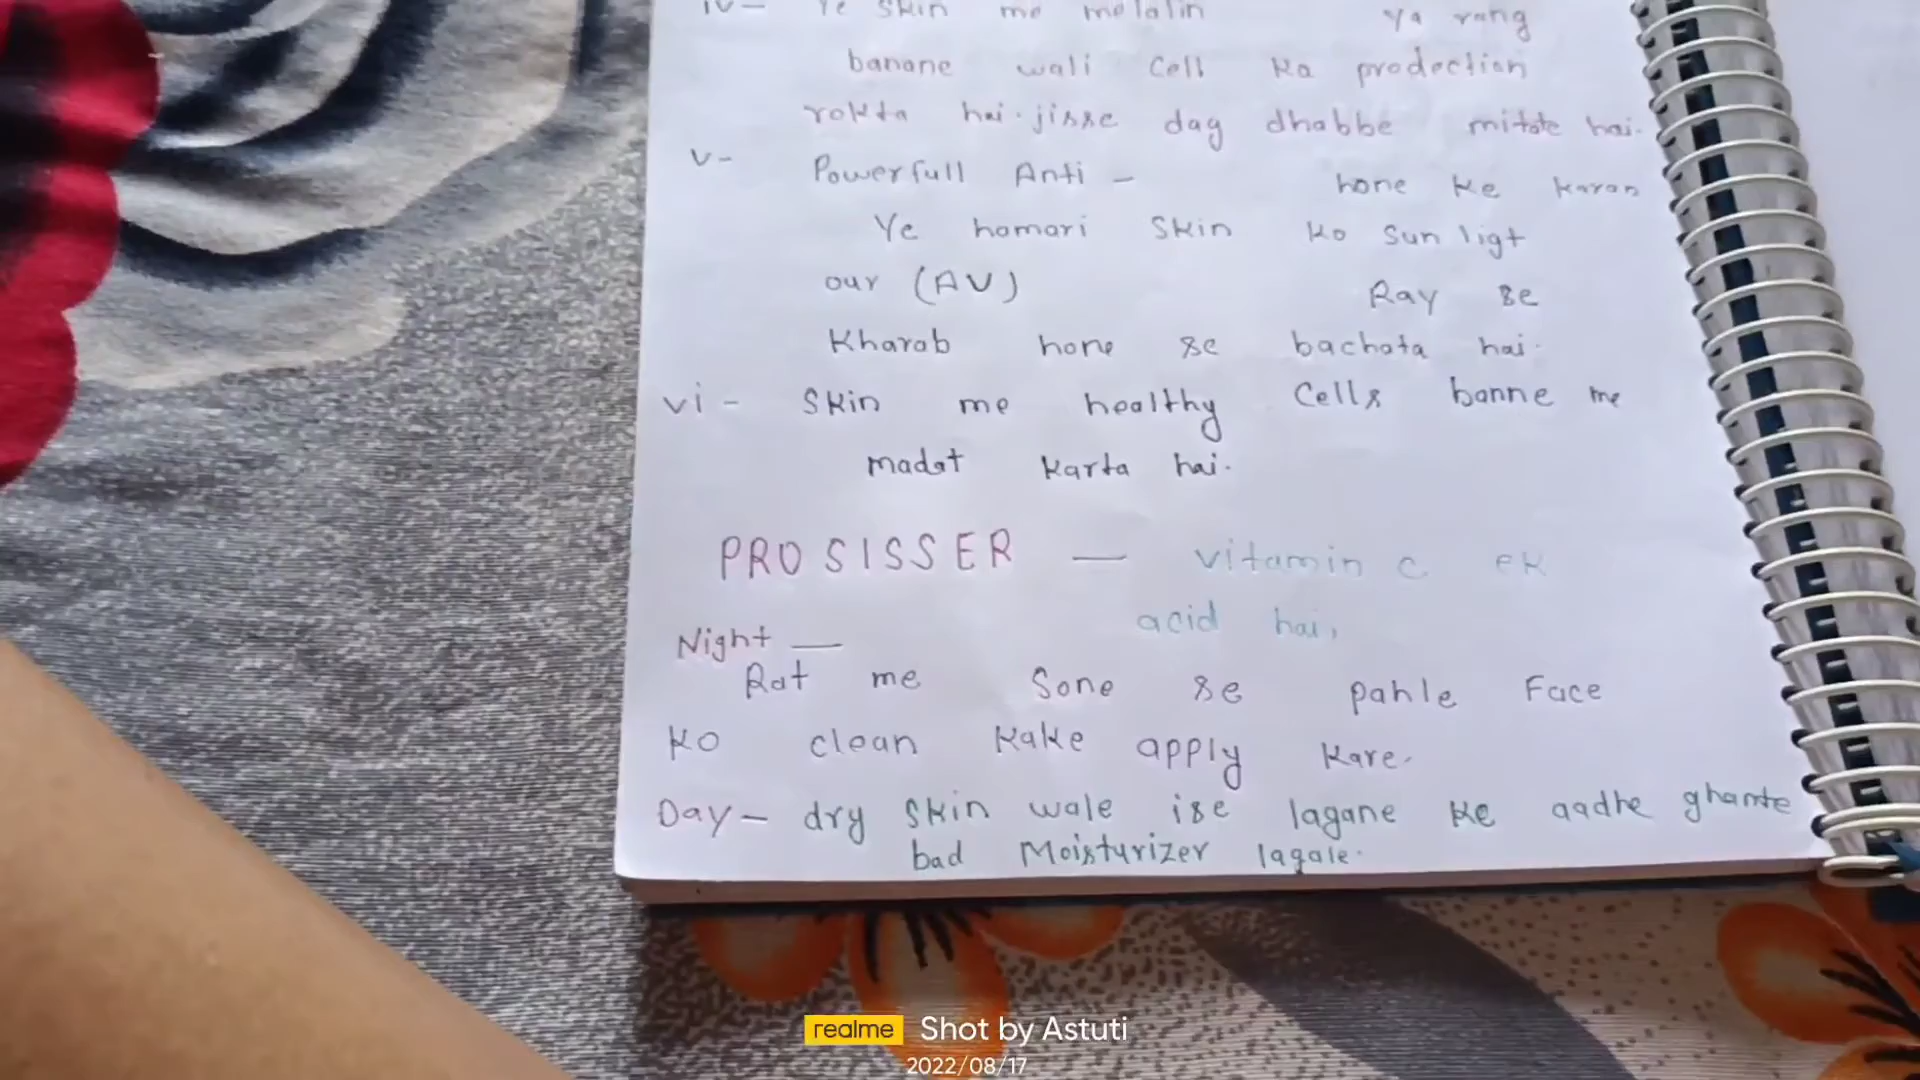 iv- Ye skin me melalin ya rang
banane wali cell ka prodection
rokta hai. jisse dag dhabbe mitate hai.
v- Powerfull Anti - hone ke karan
Ye hamari skin ko sun ligt
our (AV) Ray se
kharab hone se bachata hai.
vi- skin me healthy cells banne me
madat karta hai.
PRO SISSER — vitamin c ek
acid hai,
Night —
Rat me Sone se pahle Face
ko clean kake apply kare.
Day - dry skin wale ise lagane ke aadhe ghante
bad Moisturizer lagale.
realme Shot by Astuti
2022/08/17